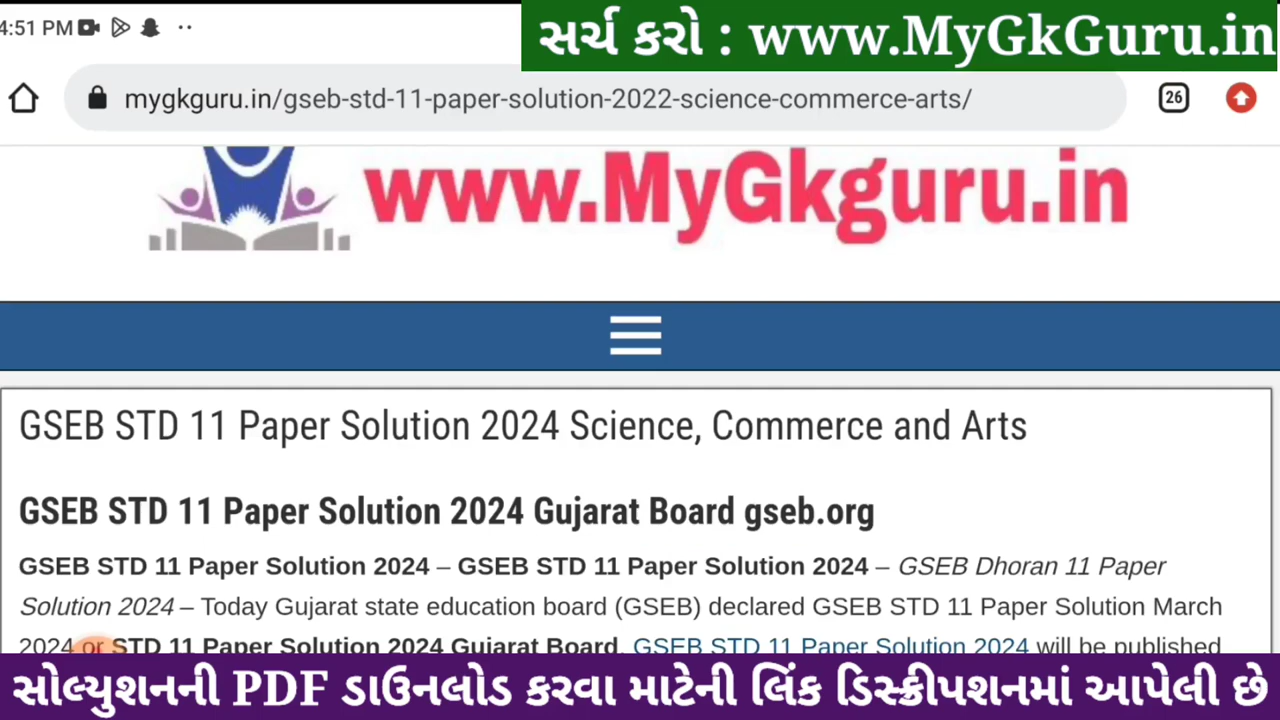 4:51 PM
સર્ચ કરો : www.MyGkGuru.in
mygkguru.in/gseb-std-11-paper-solution-2022-science-commerce-arts/
26
www.MyGkguru.in
GSEB STD 11 Paper Solution 2024 Science, Commerce and Arts
GSEB STD 11 Paper Solution 2024 Gujarat Board gseb.org
GSEB STD 11 Paper Solution 2024 – GSEB STD 11 Paper Solution 2024 – GSEB Dhoran 11 Paper
Solution 2024 – Today Gujarat state education board (GSEB) declared GSEB STD 11 Paper Solution March
2024 or STD 11 Paper Solution 2024 Gujarat Board. GSEB STD 11 Paper Solution 2024 will be published
સોલ્યુશનની PDF ડાઉનલોડ કરવા માટેની લિંક ડિસ્ક્રીપશનમાં આપેલી છે